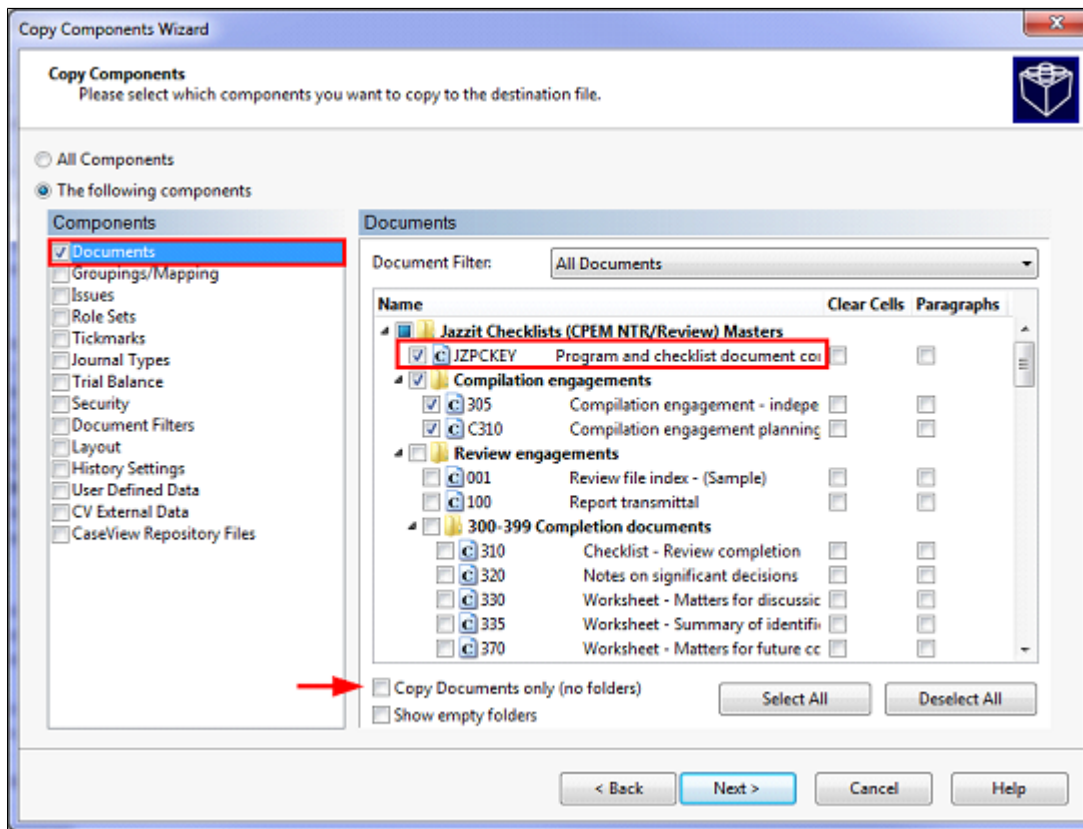 Copy Components Wizard
Copy Components
Please select which components you want to copy to the destination file.
All Components
The following components
Components
Documents
Groupings/Mapping
Issues
Role Sets
Tickmarks
Journal Types
Trial Balance
Security
Document Filters
Layout
History Settings
User Defined Data
CV External Data
CaseView Repository Files
Documents
Document Filter: All Documents
Name Clear Cells Paragraphs
Jazzit Checklists (CPEM NTR/Review) Masters
JZPCKEY Program and checklist document coi
Compilation engagements
305 Compilation engagement - indepe
C310 Compilation engagement planning
Review engagements
001 Review file index - (Sample)
100 Report transmittal
300-399 Completion documents
310 Checklist - Review completion
320 Notes on significant decisions
330 Worksheet - Matters for discussic
335 Worksheet - Summary of identifi
370 Worksheet - Matters for future cc
Copy Documents only (no folders)
Show empty folders
Select All Deselect All
< Back Next > Cancel Help